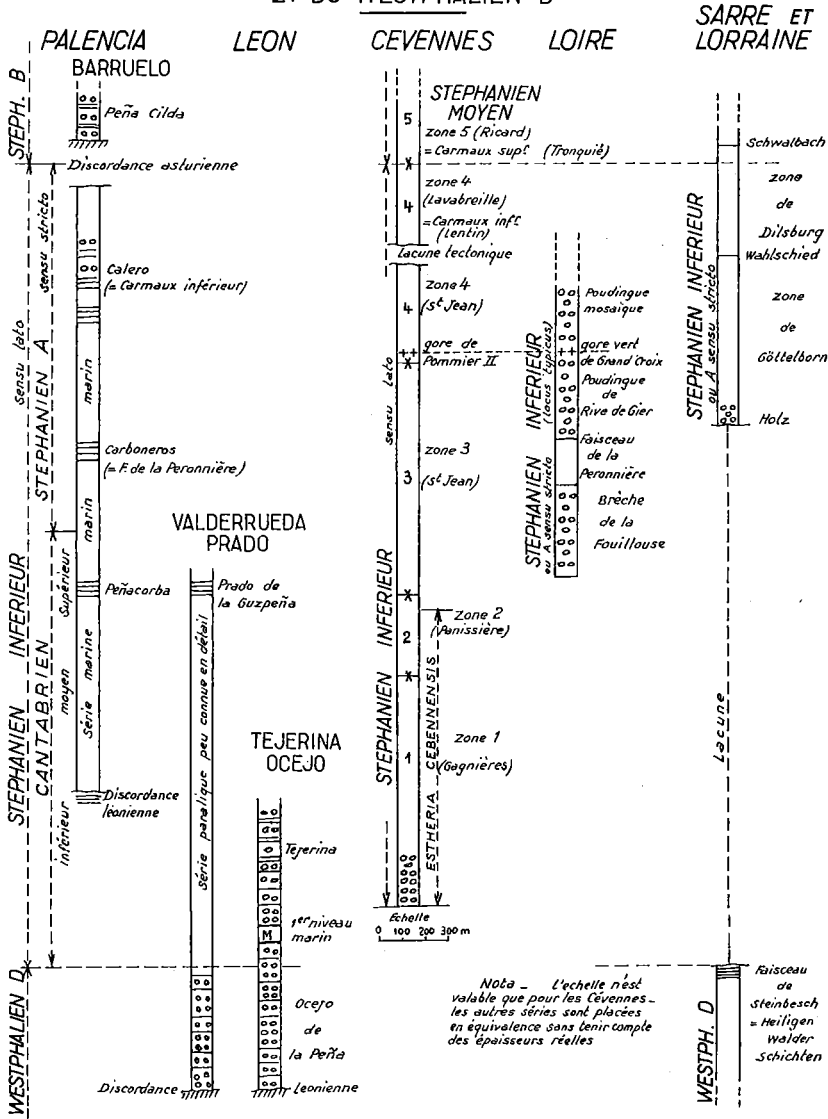 ET DU WESTPHALIEN D
PALENCIA
LEON
CEVENNES
LOIRE
SARRE ET
LORRAINE
BARRUELO
STEPH. B
Peña Cilda
Discordance asturienne
sensu lato
STEPHANIEN A
sensu stricto
Calero
(= Carmaux inférieur)
marin
Carboneros
(= F. de la Peronnière)
marin
Peñacorba
Série marine
Discordance
léonienne
STEPHANIEN INFERIEUR
CANTABRIEN
Supérieur
moyen
inférieur
WESTPHALIEN D
VALDERRUEDA
PRADO
Prado de
la Guzpeña
Série paralique peu connue en détail
Discordance
TEJERINA
OCEJO
Tejerina
1er niveau
marin
M
Ocejo
de
la Peña
Leonienne
STEPHANIEN
MOYEN
5
zone 5 (Ricard)
= Carmaux supr (Tronquié)
4
zone 4
(Lavabreille)
= Carmaux infr
(Lentin)
Lacune tectonique
4
zone 4
(st Jean)
gore de
Pommier II
sensu lato
3
zone 3
(st Jean)
STEPHANIEN INFERIEUR
2
Zone 2
(Panissière)
1
zone 1
(Gagnières)
ESTHERIA CEBENNENSIS
Echelle
0 100 200 300 m
STEPHANIEN INFERIEUR
ou A sensu stricto
(locus typicus)
Poudingue
mosaique
gore vert
de Grand Croix
Poudingue
de
Rive de Gier
Faisceau
de la
Peronnière
Brèche
de la
Fouillouse
STEPHANIEN INFERIEUR
ou A sensu stricto
Schwalbach
zone
de
Dilsburg
Wahlschied
zone
de
Göttelborn
Holz
Lacune
WESTPH. D
Faisceau
de
Steinbesch
= Heiligen
Walder
Schichten
Nota _ L'echelle n'est
valable que pour les Cévennes _
les autres séries sont placées
en équivalence sans tenir compte
des épaisseurs réelles